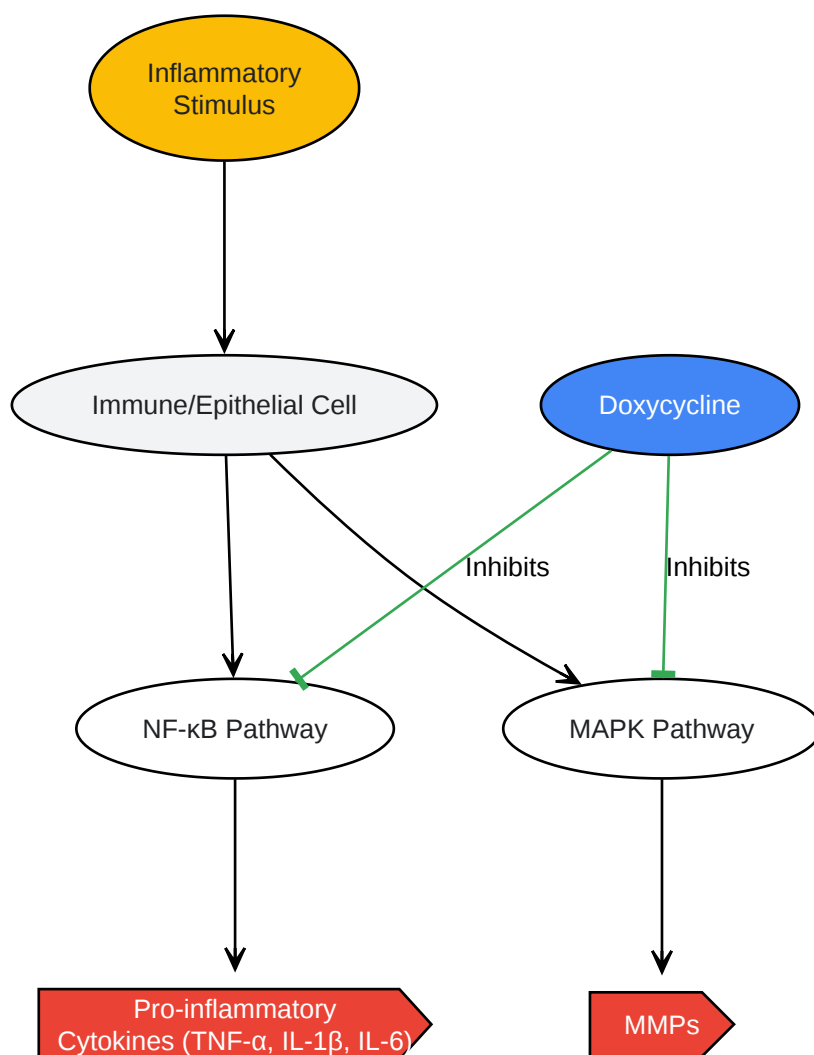 Inflammatory
Stimulus
Immune/Epithelial Cell
Doxycycline
Inhibits
Inhibits
NF-κB Pathway
MAPK Pathway
Pro-inflammatory
Cytokines (TNF-α, IL-1β, IL-6)
MMPs